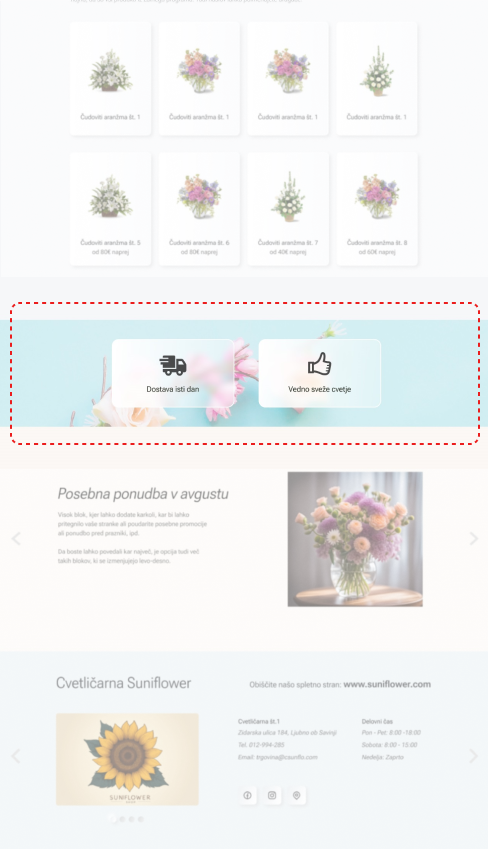 Čudoviti aranžma št. 1
Čudoviti aranžma št. 1
Čudoviti aranžma št. 1
Čudoviti aranžma št. 1
Čudoviti aranžma št. 5
od 80€ naprej
Čudoviti aranžma št. 6
od 80€ naprej
Čudoviti aranžma št. 7
od 40€ naprej
Čudoviti aranžma št. 8
od 60€ naprej
Dostava isti dan
Vedno sveže cvetje
Posebna ponudba v avgustu
Vsak blok, kjer lahko dodate karkoli, kar bi lahko
pritegnilo vaše stranke ali poudarite posebne promocije
ali ponudbo pred prazniki, ipd.
Da boste lahko povedali kar največ, je opcija tudi več
takih blokov, ki se izmenjujejo levo-desno.
Cvetličarna Suniflower
Obiščite našo spletno stran: www.suniflower.com
SUNFLOWER
Cvetličarna št.1
Zidarska ulica 184, Ljubno ob Savinji
Tel. 012-994-285
Email: trgovina@csuniflo.com
Delovni čas
Pon - Pet: 8:00 -18:00
Sobota: 8:00 - 15:00
Nedelja: Zaprto